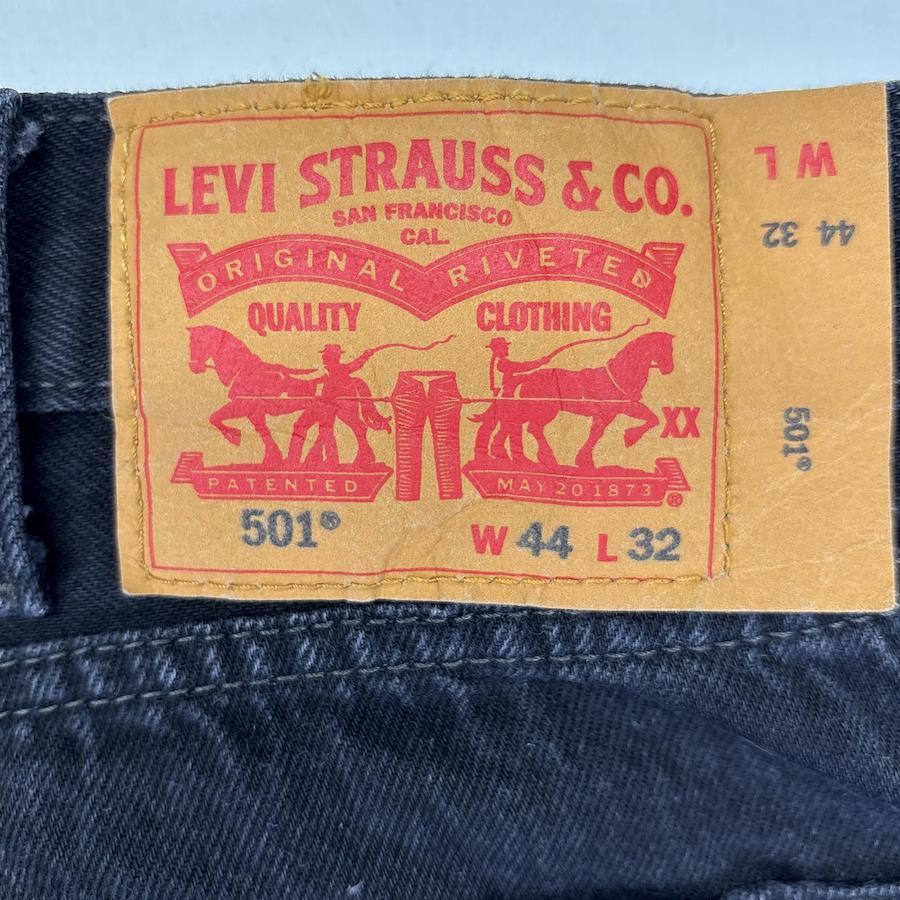 LEVI STRAUSS & CO.
SAN FRANCISCO
CAL.
ORIGINAL RIVETED
QUALITY CLOTHING
XX
PATENTED MAY 20 1873 ®
501® W 44 L 32
W L
44 32
501®